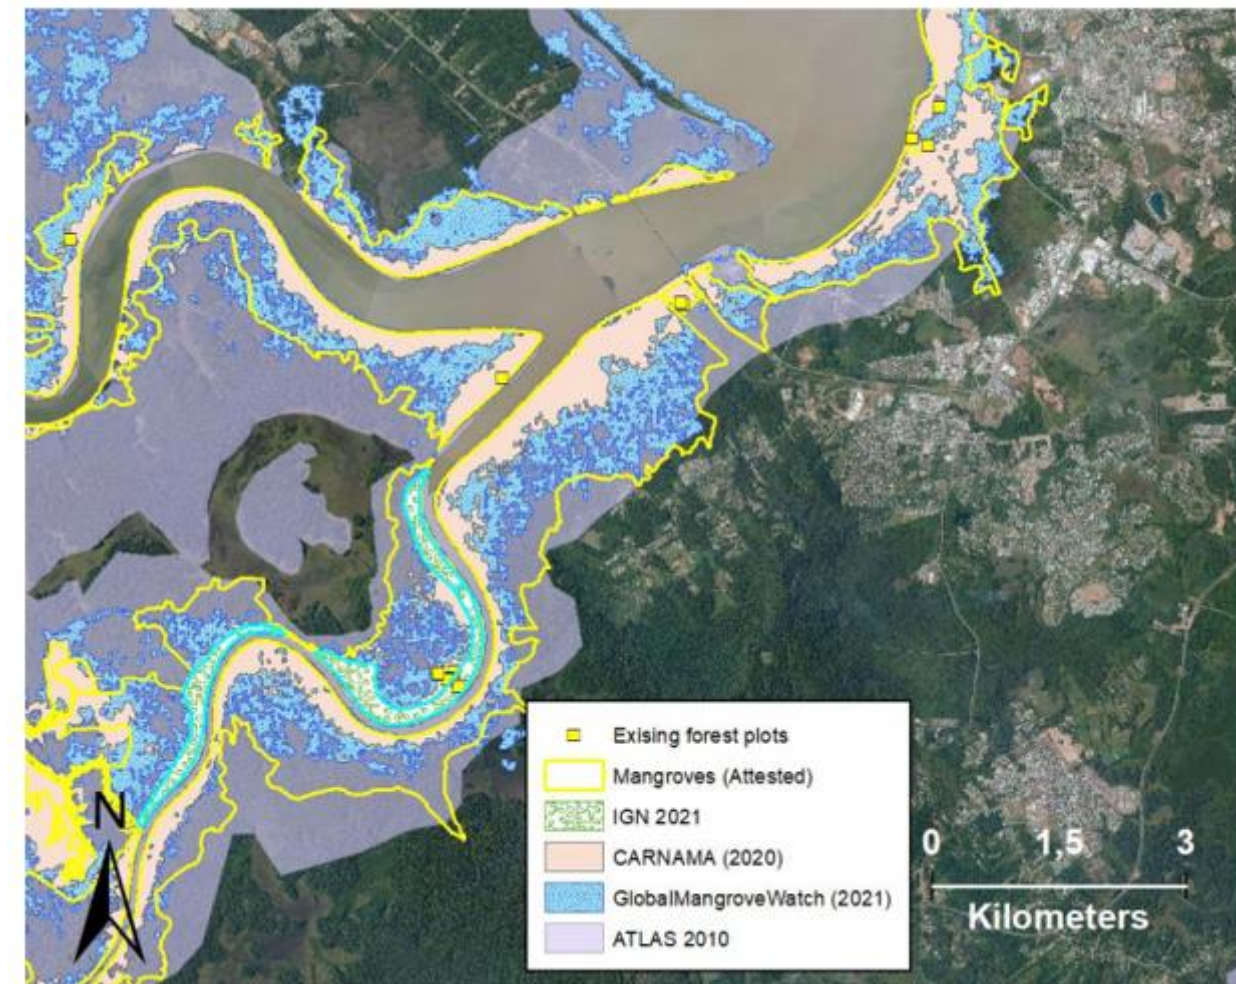 Exising forest plots
Mangroves (Attested)
IGN 2021
CARNAMA (2020)
GlobalMangroveWatch (2021)
ATLAS 2010
N
0 1,5 3
Kilometers